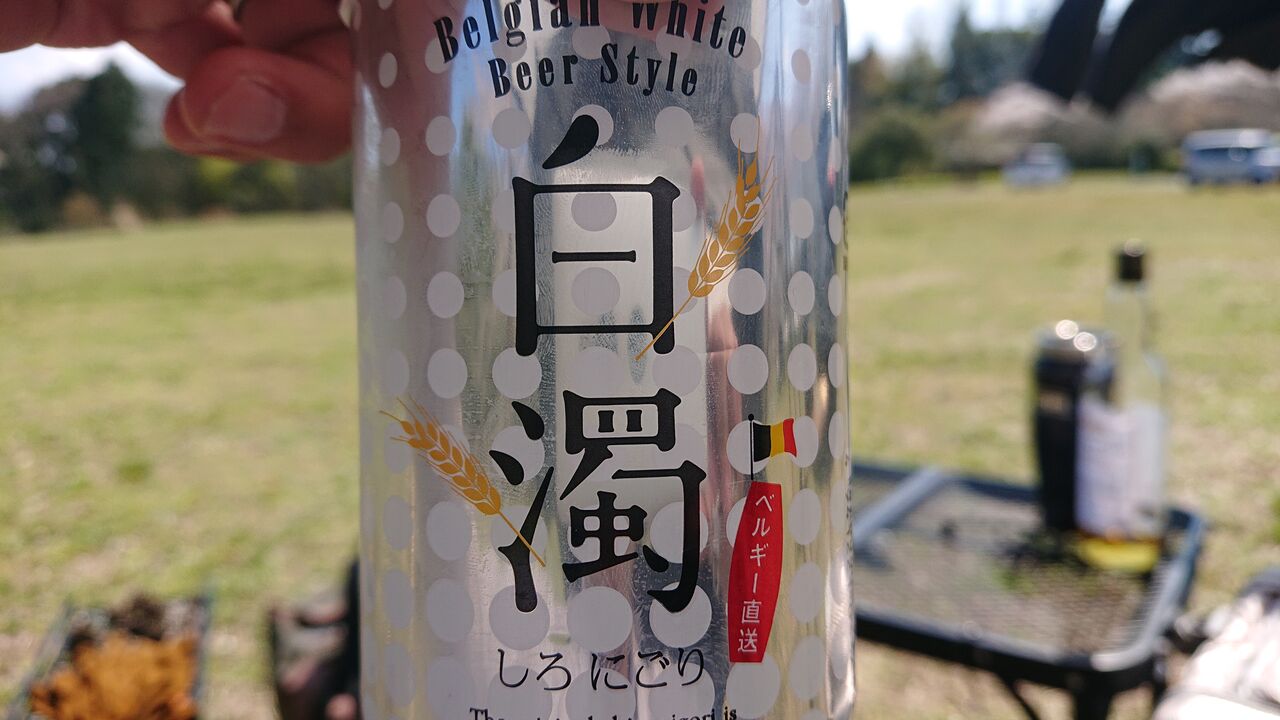 Belgian White
Beer Style
白濁
ベルギー直送
しろにごり